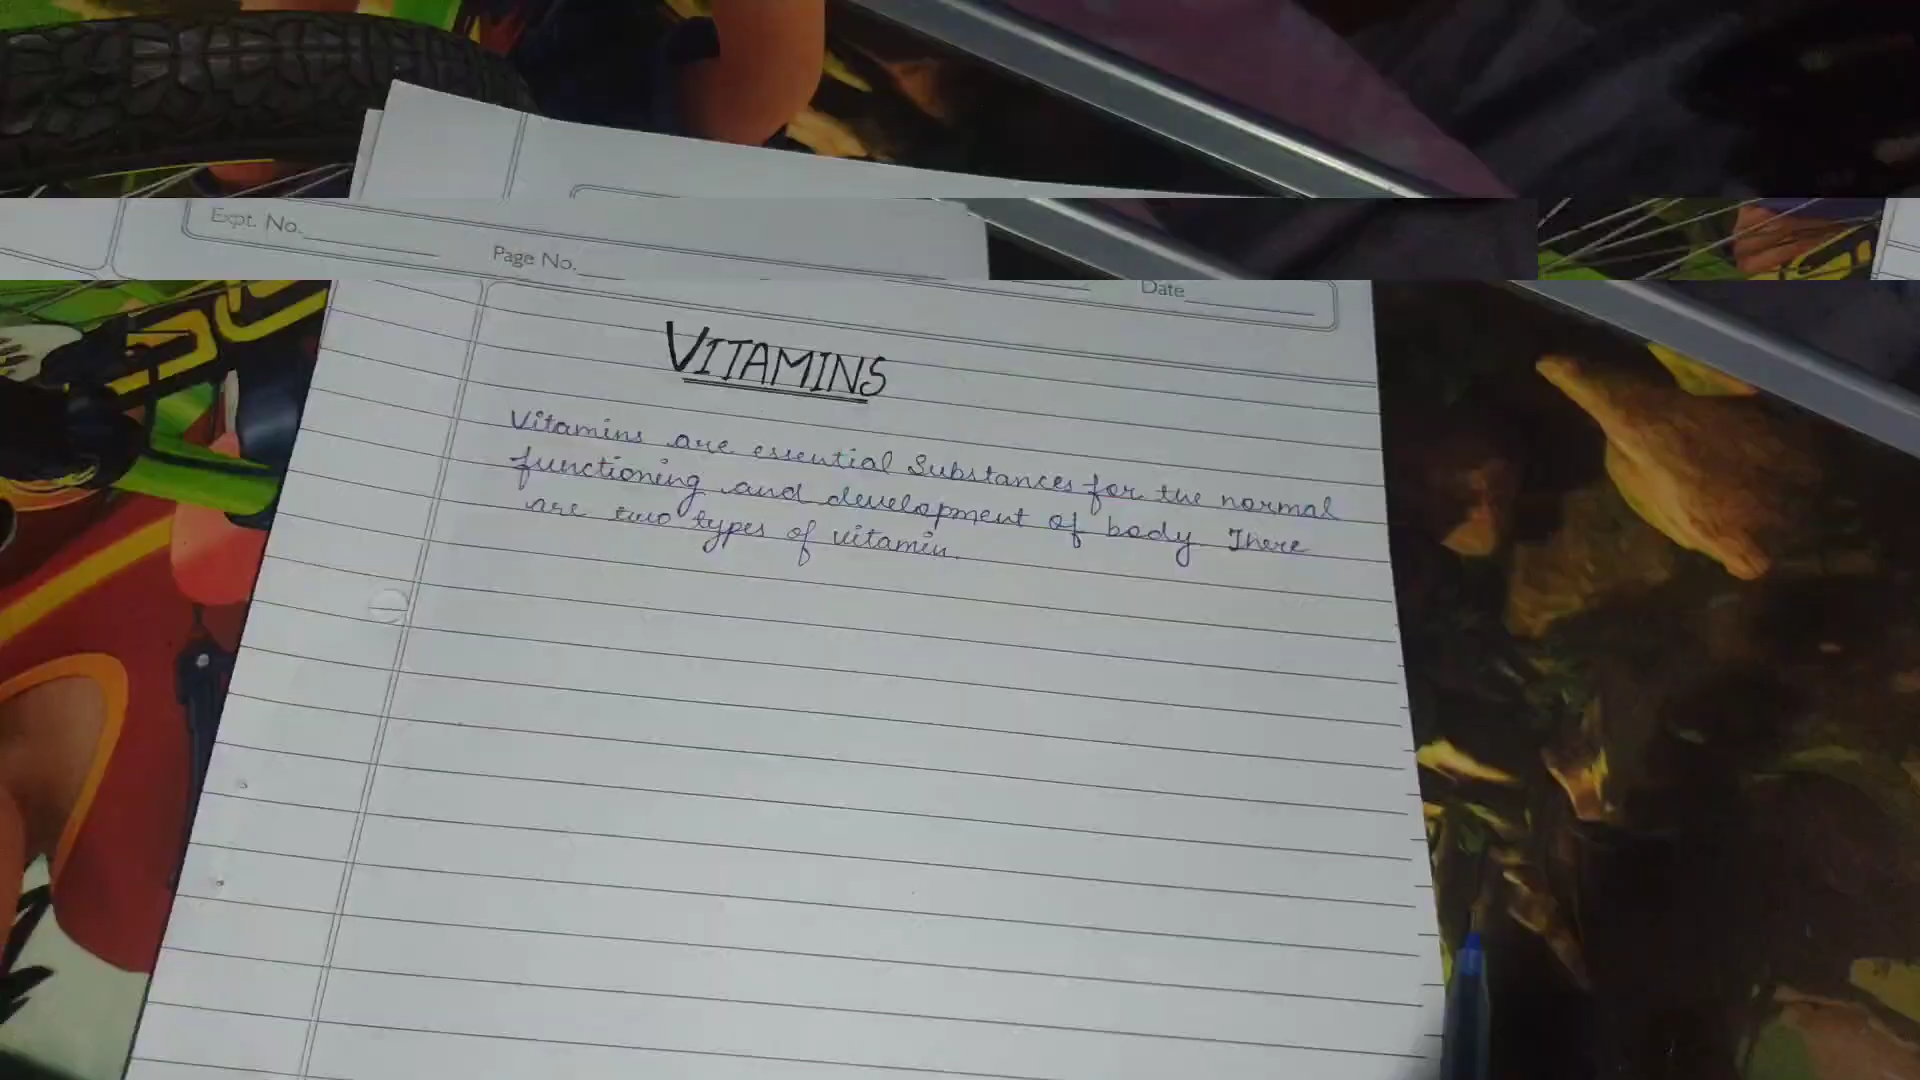 Expt. No.
Page No.
Date
VITAMINS
Vitamins are essential Substances for the normal
functioning and development of body There
are two types of vitamin.